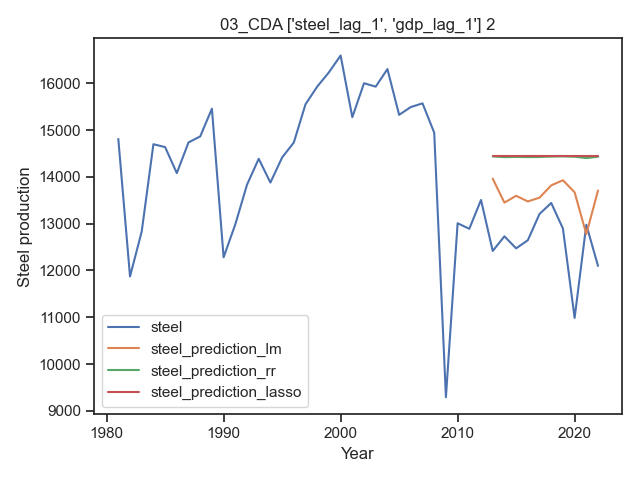 03_CDA ['steel_lag_1', 'gdp_lag_1'] 2
16000
15000
14000
13000
12000
11000
10000
9000
Steel production
steel
steel_prediction_lm
steel_prediction_rr
steel_prediction_lasso
1980
1990
2000
2010
2020
Year